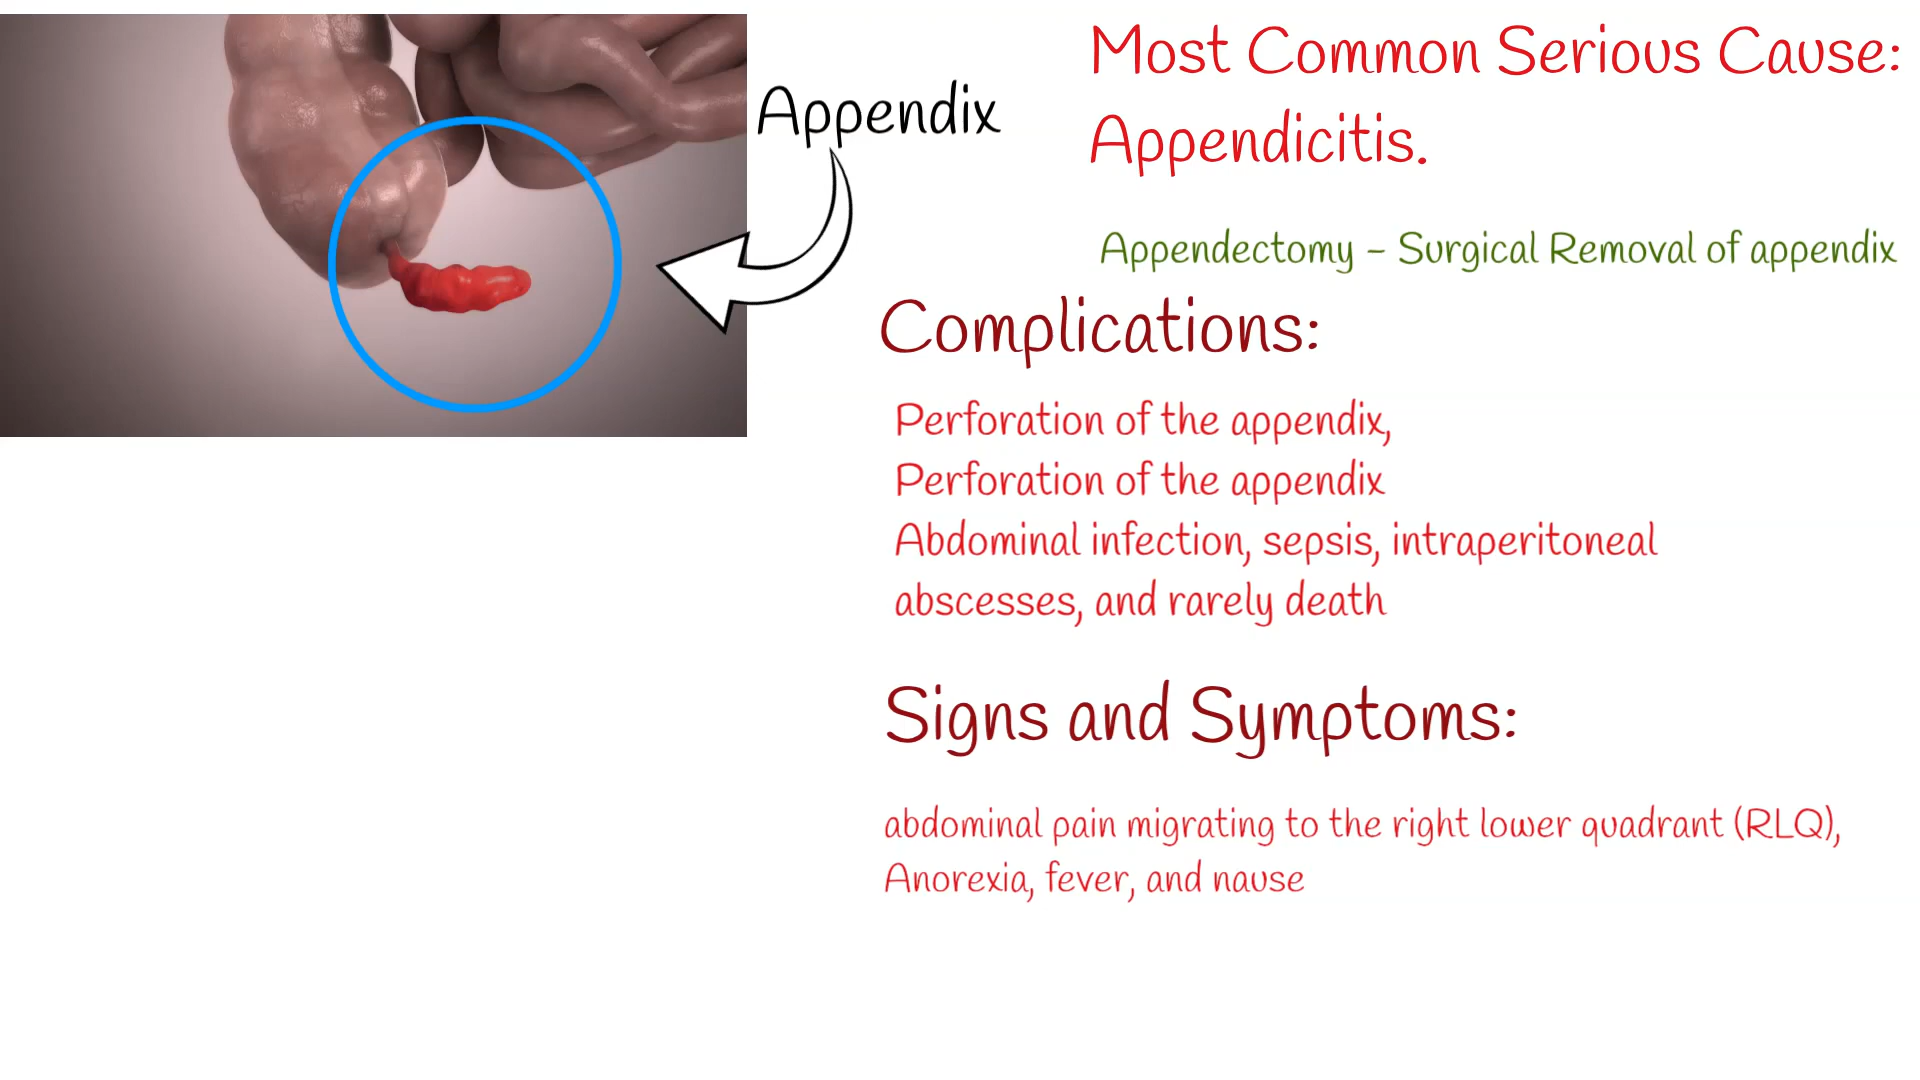 Appendix
Most Common Serious Cause:
Appendicitis.
Appendectomy - Surgical Removal of appendix
Complications:
Perforation of the appendix,
Perforation of the appendix
Abdominal infection, sepsis, intraperitoneal
abscesses, and rarely death
Signs and Symptoms:
abdominal pain migrating to the right lower quadrant (RLQ),
Anorexia, fever, and nause